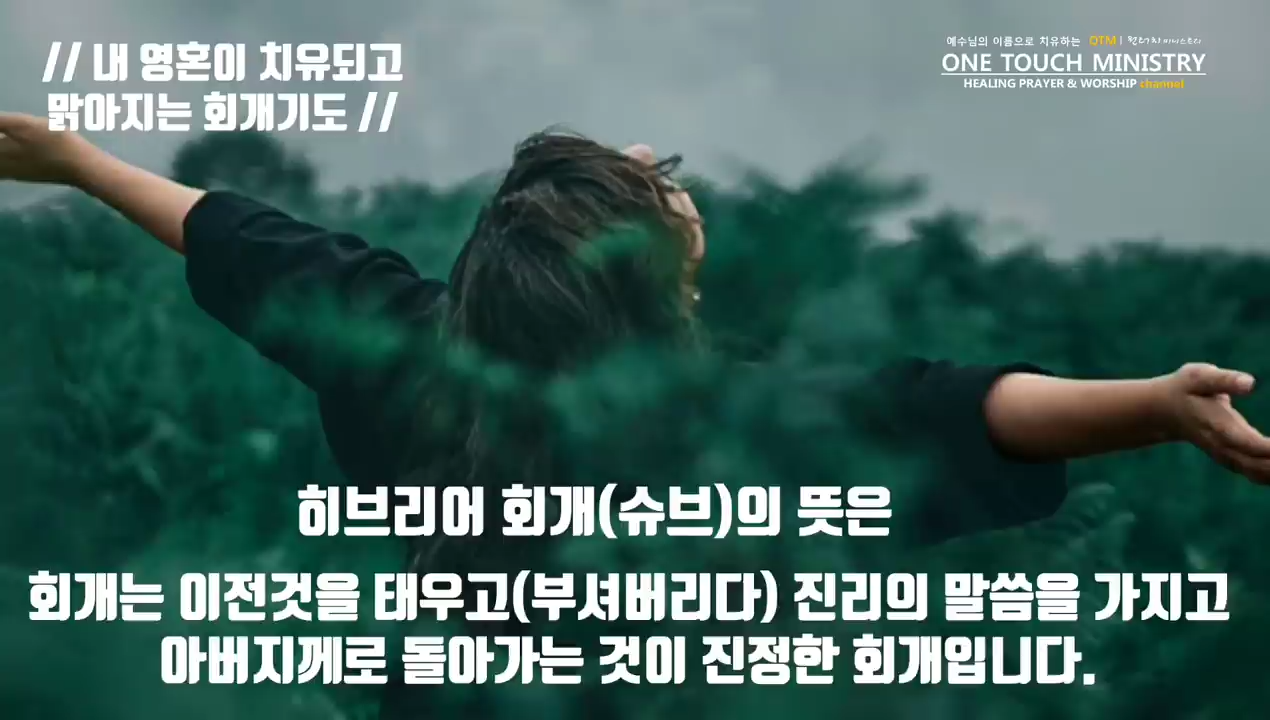 // 내 영혼이 치유되고
맑아지는 회개기도 //
예수님의 이름으로 치유하는 OTM | 원터치 미니스트리
ONE TOUCH MINISTRY
HEALING PRAYER & WORSHIP channel
히브리어 회개(슈브)의 뜻은
회개는 이전것을 태우고(부셔버리다) 진리의 말씀을 가지고
아버지께로 돌아가는 것이 진정한 회개입니다.